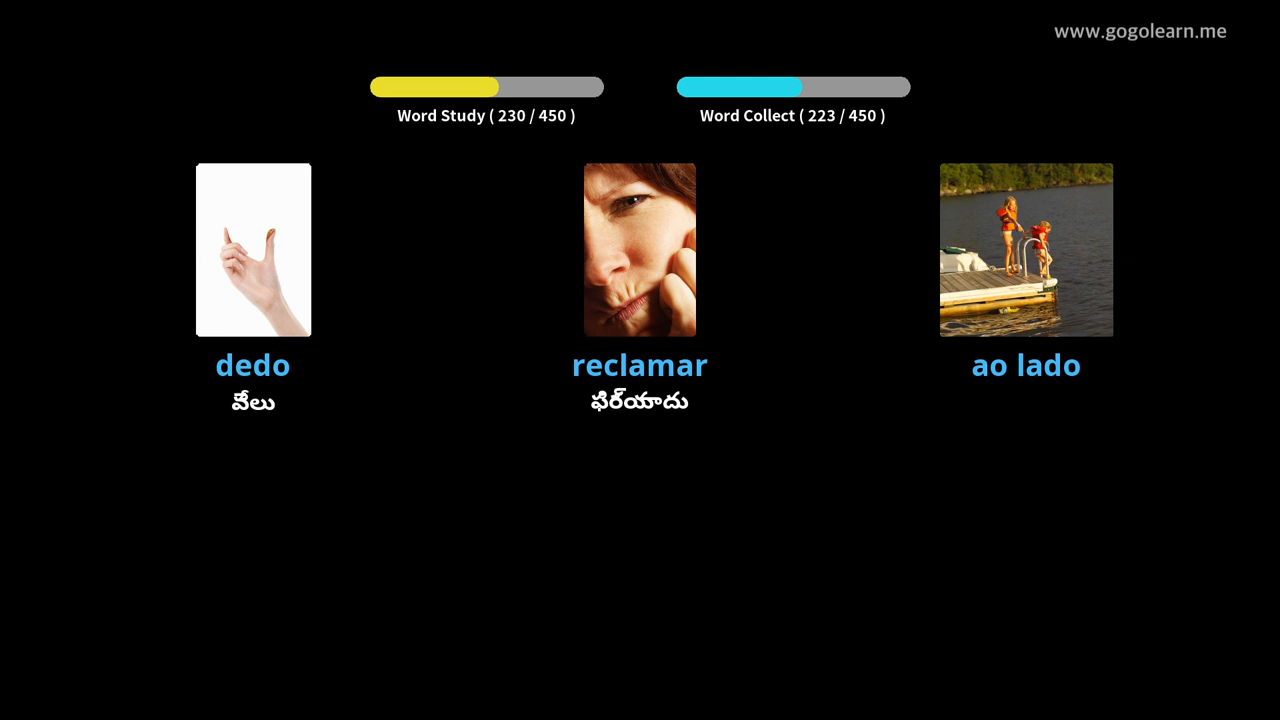 www.gogolearn.me
Word Study ( 230 / 450 )
Word Collect ( 223 / 450 )
dedo
reclamar
ao lado
వేలు
ఫిర్యాదు